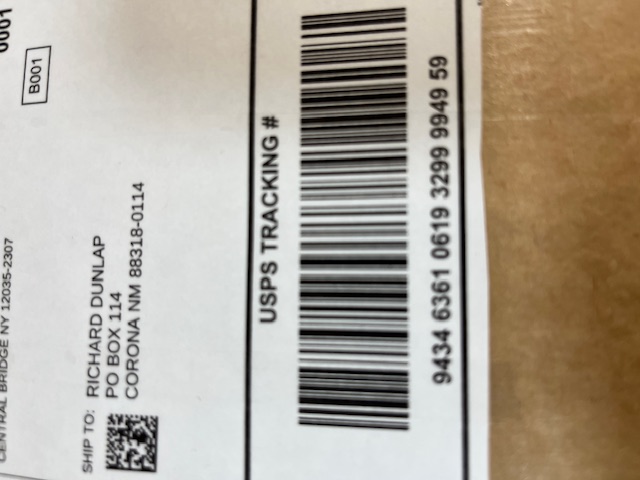 0001
B001
CENTRAL BRIDGE NY 12035-2307
SHIP TO: RICHARD DUNLAP
PO BOX 114
CORONA NM 88318-0114
USPS TRACKING #
9434 6361 0619 3299 9949 59